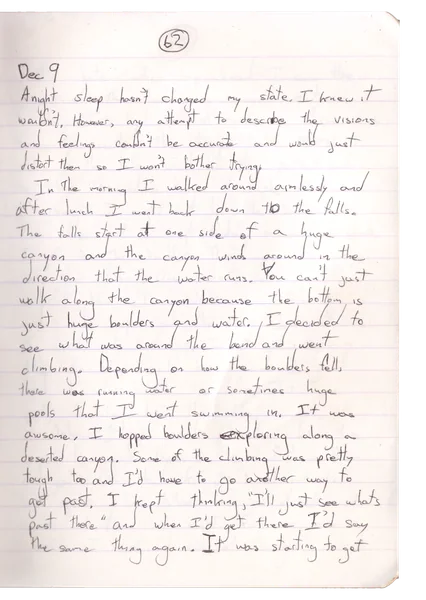 62
Dec 9
A night sleep hasn't changed my state. I knew it
wouldn't. However, any attempt to describe the visions
and feelings couldn't be accurate and would just
distort them so I won't bother trying.
In the morning I walked around aimlessly and
after lunch I went back down to the falls.
The falls start at one side of a huge
canyon and the canyon winds around in the
direction that the water runs. You can't just
walk along the canyon because the bottom is
just huge boulders and water. I decided to
see what was around the bend and went
climbing. Depending on how the boulders fell,
there was running water or sometimes huge
pools that I went swimming in. It was
awsome. I hopped boulders exploring along a
deserted canyon. Some of the climbing was pretty
tough too and I'd have to go another way to
get past. I kept thinking, "I'll just see whats
past there" and when I'd get there I'd say
the same thing again. It was starting to get